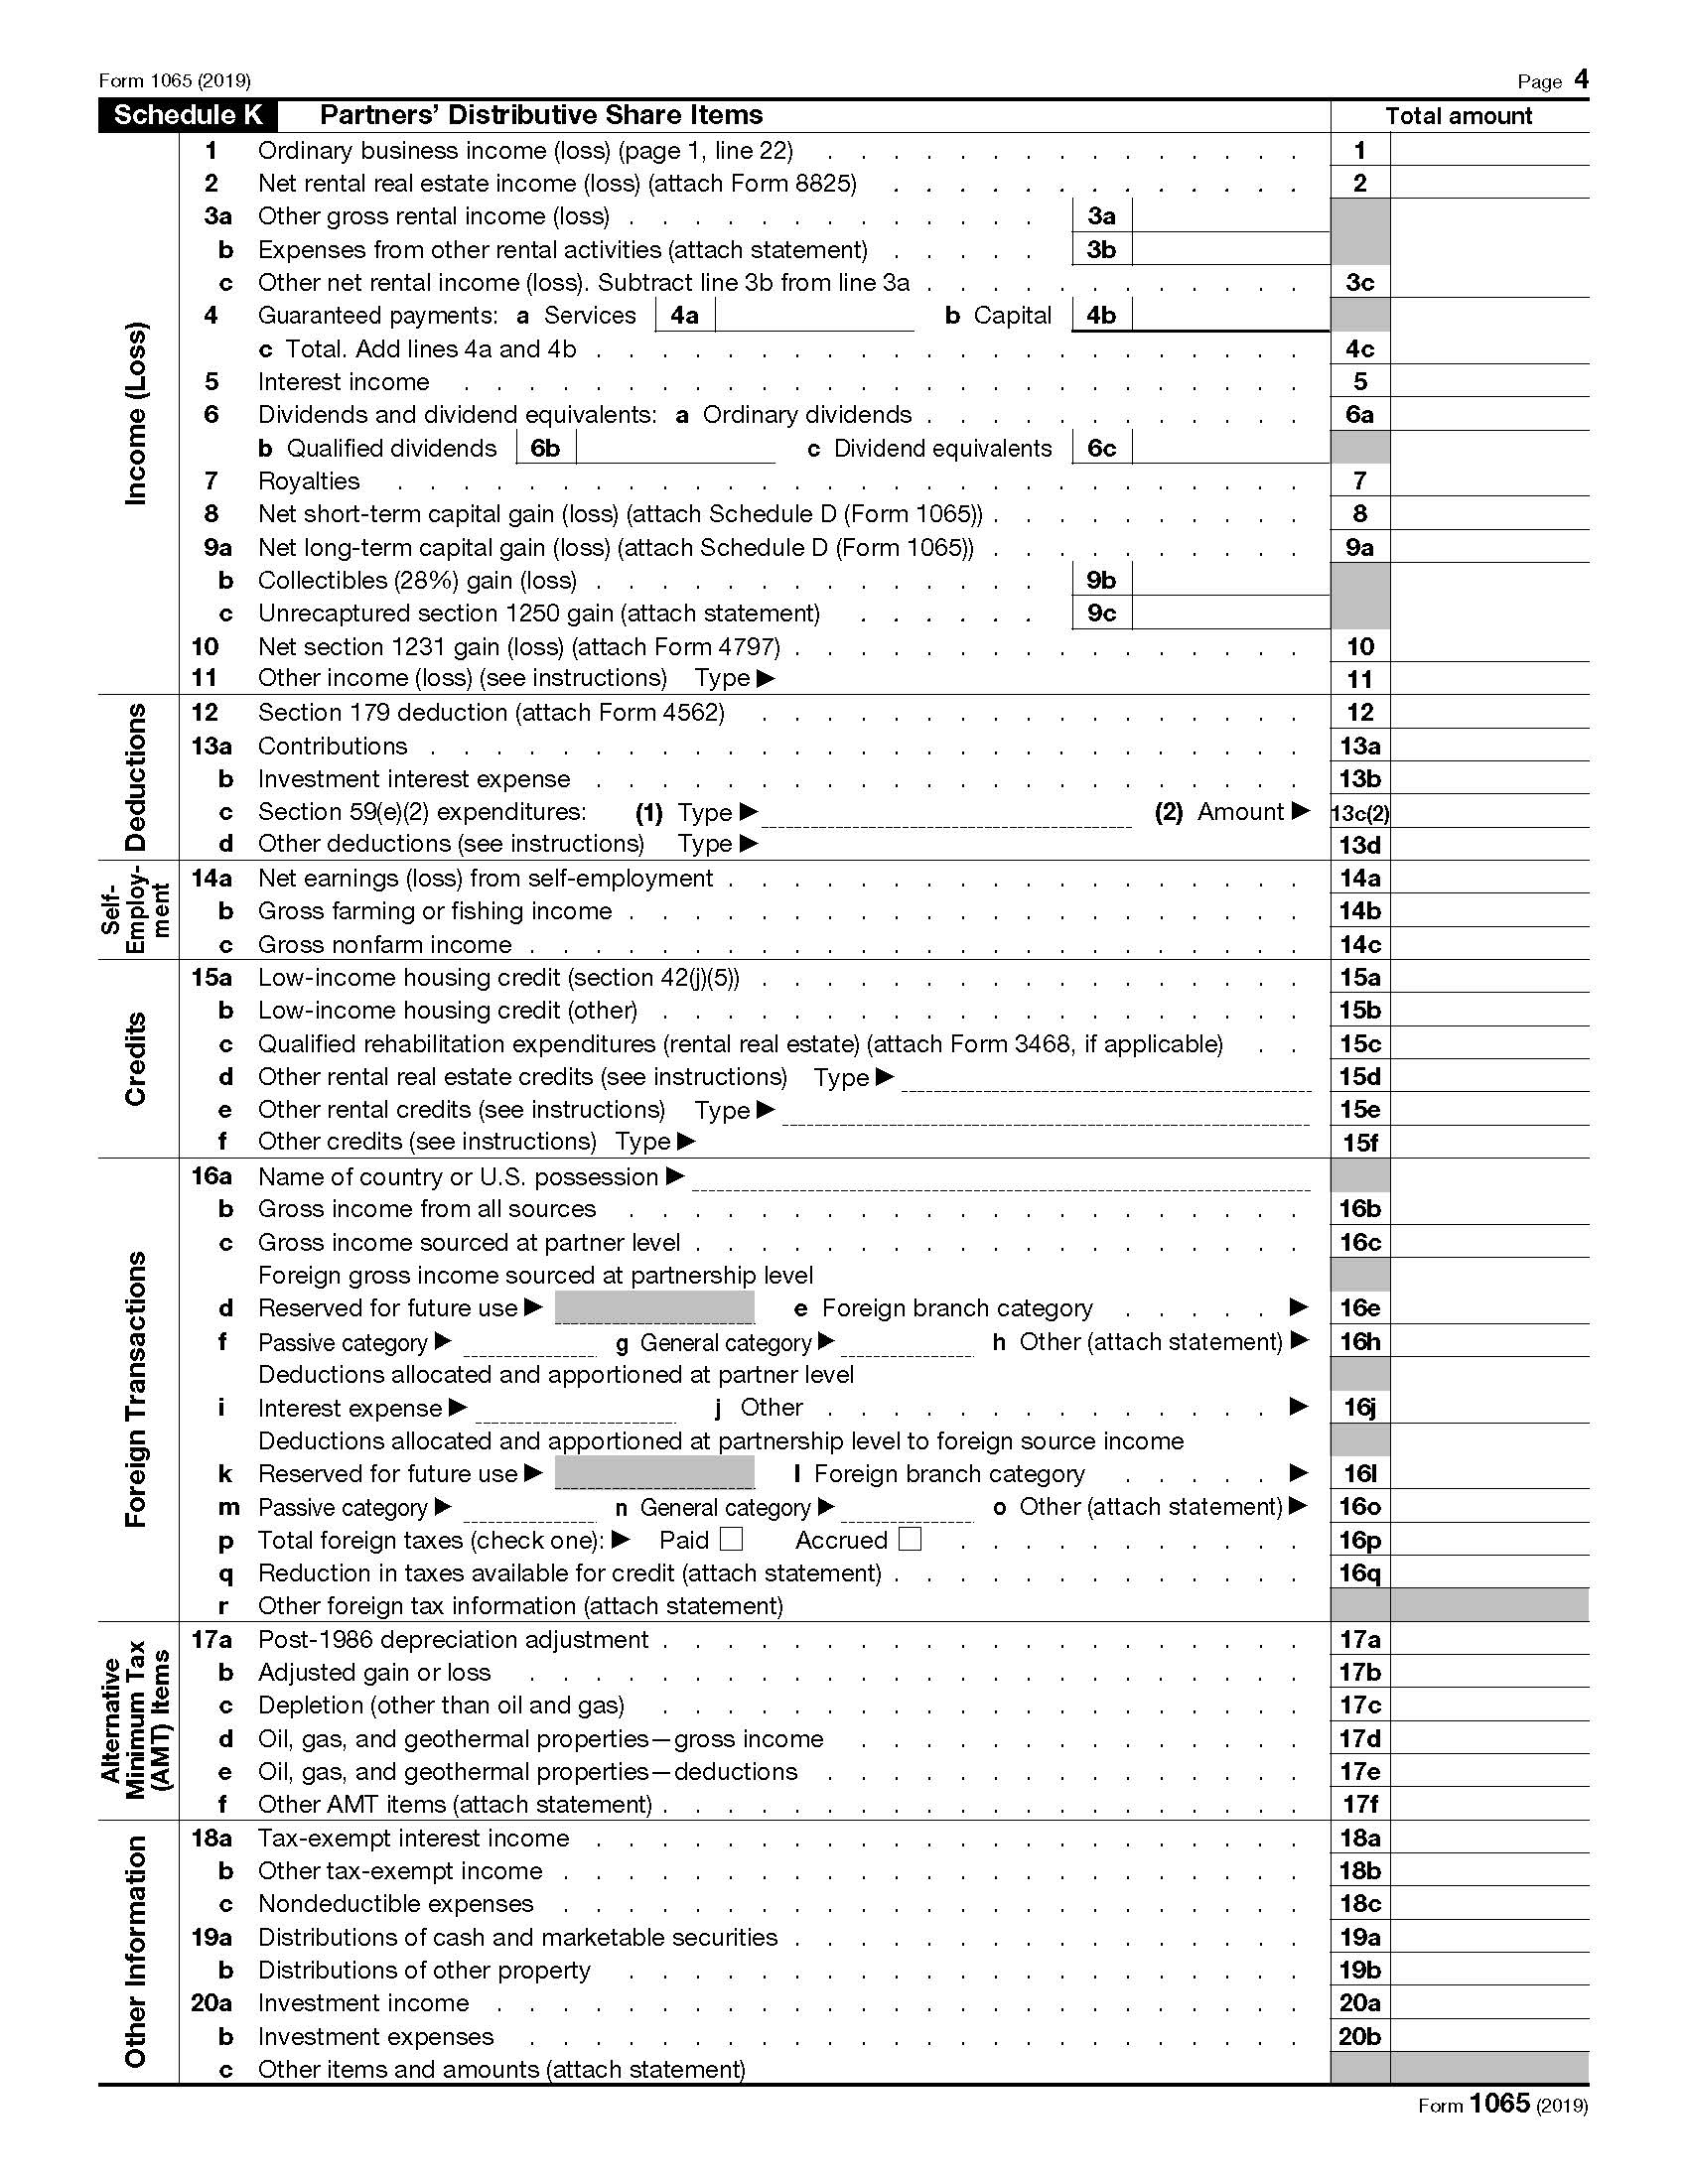 Form 1065 (2019) Page 4
Schedule K Partners' Distributive Share Items Total amount
Income (Loss)
1 Ordinary business income (loss) (page 1, line 22) . . . . . . . . . . . . . . . 1
2 Net rental real estate income (loss) (attach Form 8825) . . . . . . . . . . . . . 2
3a Other gross rental income (loss) . . . . . . . . . . . . . 3a
b Expenses from other rental activities (attach statement) . . . . . 3b
c Other net rental income (loss). Subtract line 3b from line 3a . . . . . . . . . . . . 3c
4 Guaranteed payments: a Services 4a b Capital 4b
c Total. Add lines 4a and 4b . . . . . . . . . . . . . . . . . . . . . . 4c
5 Interest income . . . . . . . . . . . . . . . . . . . . . . . . . . 5
6 Dividends and dividend equivalents: a Ordinary dividends . . . . . . . . . . . . 6a
b Qualified dividends 6b c Dividend equivalents 6c
7 Royalties . . . . . . . . . . . . . . . . . . . . . . . . . . . . 7
8 Net short-term capital gain (loss) (attach Schedule D (Form 1065)) . . . . . . . . . . 8
9a Net long-term capital gain (loss) (attach Schedule D (Form 1065)) . . . . . . . . . . 9a
b Collectibles (28%) gain (loss) . . . . . . . . . . . . . . 9b
c Unrecaptured section 1250 gain (attach statement) . . . . . . 9c
10 Net section 1231 gain (loss) (attach Form 4797) . . . . . . . . . . . . . . . . 10
11 Other income (loss) (see instructions) Type ▶ 11
Deductions
12 Section 179 deduction (attach Form 4562) . . . . . . . . . . . . . . . . . 12
13a Contributions . . . . . . . . . . . . . . . . . . . . . . . . . . . 13a
b Investment interest expense . . . . . . . . . . . . . . . . . . . . . . 13b
c Section 59(e)(2) expenditures: (1) Type ▶ (2) Amount ▶ 13c(2)
d Other deductions (see instructions) Type ▶ 13d
Self-
Employ-
ment
14a Net earnings (loss) from self-employment . . . . . . . . . . . . . . . . . . 14a
b Gross farming or fishing income . . . . . . . . . . . . . . . . . . . . . 14b
c Gross nonfarm income . . . . . . . . . . . . . . . . . . . . . . . . 14c
Credits
15a Low-income housing credit (section 42(j)(5)) . . . . . . . . . . . . . . . . . 15a
b Low-income housing credit (other) . . . . . . . . . . . . . . . . . . . . 15b
c Qualified rehabilitation expenditures (rental real estate) (attach Form 3468, if applicable) . . 15c
d Other rental real estate credits (see instructions) Type ▶ 15d
e Other rental credits (see instructions) Type ▶ 15e
f Other credits (see instructions) Type ▶ 15f
Foreign Transactions
16a Name of country or U.S. possession ▶
b Gross income from all sources . . . . . . . . . . . . . . . . . . . . . 16b
c Gross income sourced at partner level . . . . . . . . . . . . . . . . . . . 16c
Foreign gross income sourced at partnership level
d Reserved for future use ▶ e Foreign branch category . . . . . ▶ 16e
f Passive category ▶ g General category ▶ h Other (attach statement) ▶ 16h
Deductions allocated and apportioned at partner level
i Interest expense ▶ j Other . . . . . . . . . . . . . . ▶ 16j
Deductions allocated and apportioned at partnership level to foreign source income
k Reserved for future use ▶ l Foreign branch category . . . . . ▶ 16l
m Passive category ▶ n General category ▶ o Other (attach statement) ▶ 16o
p Total foreign taxes (check one): ▶ Paid ☐ Accrued ☐ . . . . . . . . . . . 16p
q Reduction in taxes available for credit (attach statement) . . . . . . . . . . . . . 16q
r Other foreign tax information (attach statement)
Alternative
Minimum Tax
(AMT) Items
17a Post-1986 depreciation adjustment . . . . . . . . . . . . . . . . . . . . 17a
b Adjusted gain or loss . . . . . . . . . . . . . . . . . . . . . . . . 17b
c Depletion (other than oil and gas) . . . . . . . . . . . . . . . . . . . . 17c
d Oil, gas, and geothermal properties—gross income . . . . . . . . . . . . . . 17d
e Oil, gas, and geothermal properties—deductions . . . . . . . . . . . . . . . 17e
f Other AMT items (attach statement) . . . . . . . . . . . . . . . . . . . . 17f
Other Information
18a Tax-exempt interest income . . . . . . . . . . . . . . . . . . . . . . 18a
b Other tax-exempt income . . . . . . . . . . . . . . . . . . . . . . . 18b
c Nondeductible expenses . . . . . . . . . . . . . . . . . . . . . . . 18c
19a Distributions of cash and marketable securities . . . . . . . . . . . . . . . . 19a
b Distributions of other property . . . . . . . . . . . . . . . . . . . . . 19b
20a Investment income . . . . . . . . . . . . . . . . . . . . . . . . . 20a
b Investment expenses . . . . . . . . . . . . . . . . . . . . . . . . 20b
c Other items and amounts (attach statement)
Form 1065 (2019)